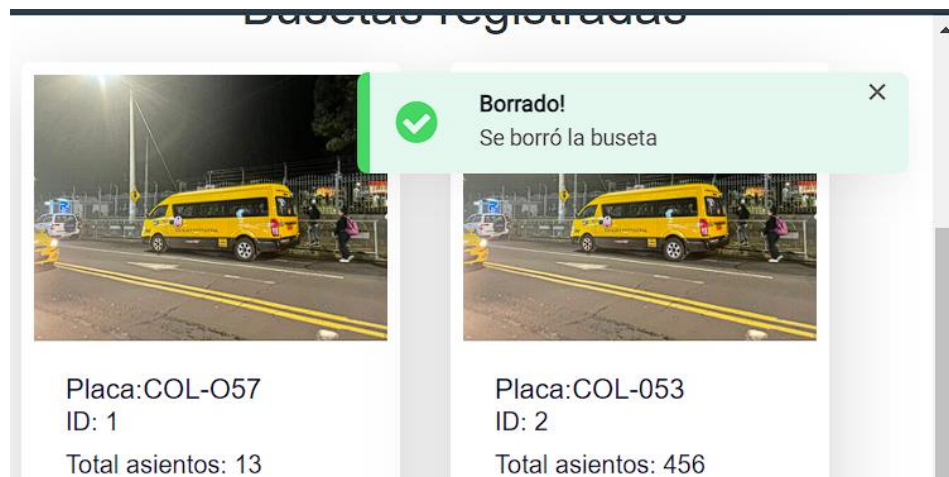 Busetas registradas
Borrado!
Se borró la buseta
Placa:COL-O57
ID: 1
Total asientos: 13
Placa:COL-053
ID: 2
Total asientos: 456